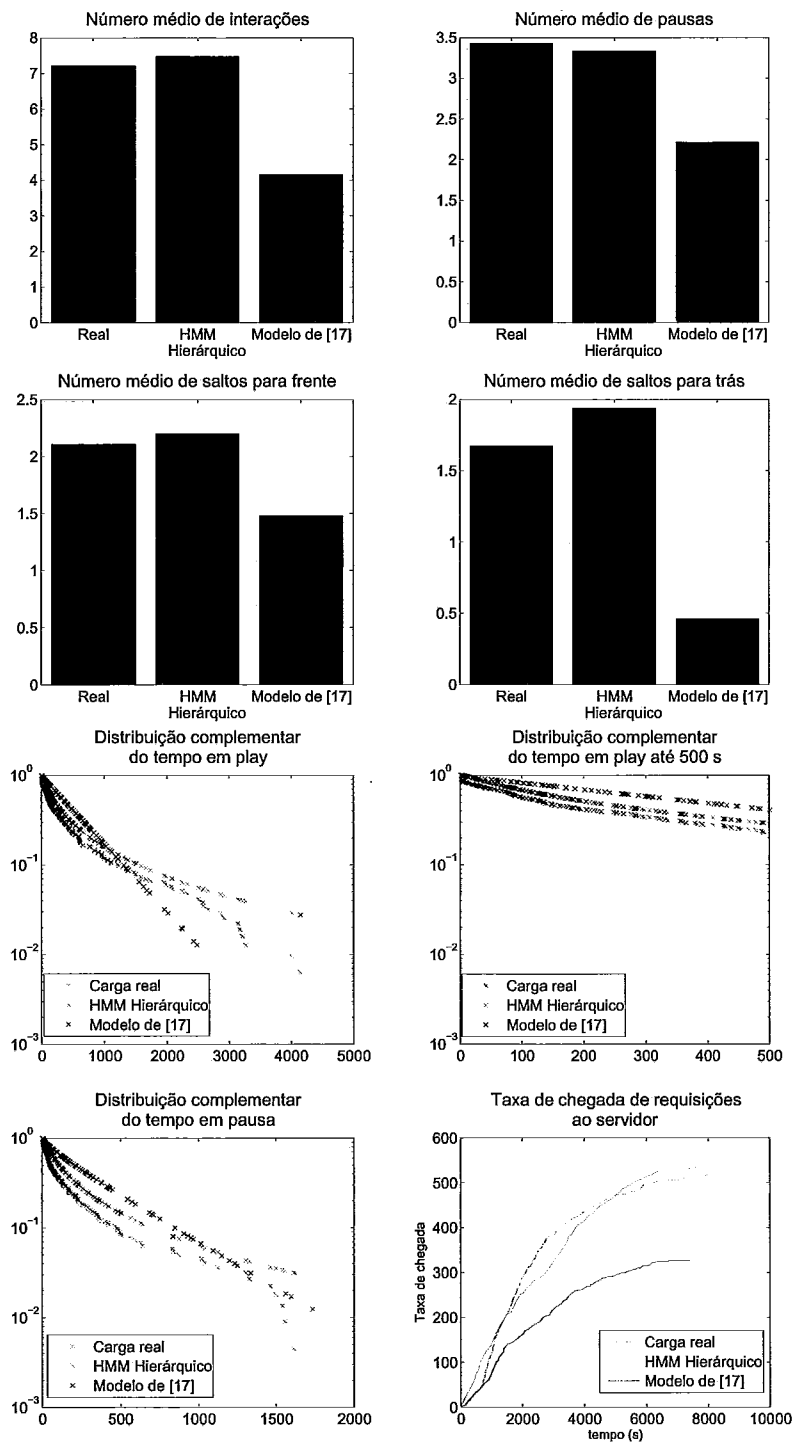 Número médio de interações
8
7
6
5
4
3
2
1
0
Real
HMM
Hierárquico
Modelo de [17]
Número médio de pausas
3.5
3
2.5
2
1.5
1
0.5
0
Real
HMM
Hierárquico
Modelo de [17]
Número médio de saltos para frente
2.5
2
1.5
1
0.5
0
Real
HMM
Hierárquico
Modelo de [17]
Número médio de saltos para trás
2
1.5
1
0.5
0
Real
HMM
Hierárquico
Modelo de [17]
Distribuição complementar
do tempo em play
10^0
10^-1
10^-2
10^-3
Carga real
HMM Hierárquico
Modelo de [17]
0 1000 2000 3000 4000 5000
Distribuição complementar
do tempo em play até 500 s
10^0
10^-1
10^-2
10^-3
Carga real
HMM Hierárquico
Modelo de [17]
0 100 200 300 400 500
Distribuição complementar
do tempo em pausa
10^0
10^-1
10^-2
10^-3
Carga real
HMM Hierárquico
Modelo de [17]
0 500 1000 1500 2000
Taxa de chegada de requisições
ao servidor
600
500
400
300
200
100
0
Taxa de chegada
Carga real
HMM Hierárquico
Modelo de [17]
0 2000 4000 6000 8000 10000
tempo (s)